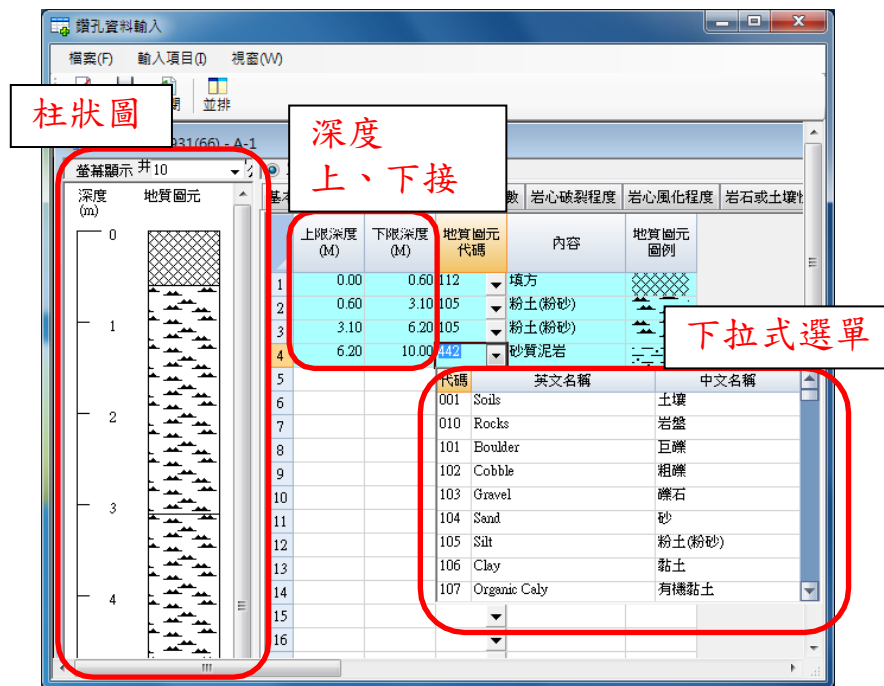 鑽孔資料輸入
檔案(F) 輸入項目(I) 視窗(W)
並排
柱狀圖
深度
上、下接
931(66) - A-1
螢幕顯示 共10
數 岩心破裂程度 岩心風化程度 岩石或土壤
深度 地質圖元
(m)
上限深度 下限深度 地質圖元 內容 地質圖元
(M) (M) 代碼 圖例
0
1
2
3
4
1 0.00 0.60 112 填方
2 0.60 3.10 105 粉土(粉砂)
3 3.10 6.20 105 粉土(粉砂)
4 6.20 10.00 442 砂質泥岩
下拉式選單
代碼 英文名稱 中文名稱
5 001 Soils 土壤
6 010 Rocks 岩盤
7 101 Boulder 巨礫
8 102 Cobble 粗礫
9 103 Gravel 礫石
10 104 Sand 砂
11 105 Silt 粉土(粉砂)
12 106 Clay 黏土
13 107 Organic Caly 有機黏土
14
15
16